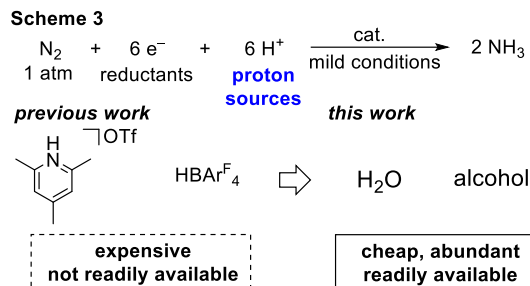 Scheme 3
N₂ + 6 e⁻ + 6 H⁺ cat. 2 NH₃
1 atm reductants proton sources mild conditions
previous work this work
N
H
OTf
HBArF₄ H₂O alcohol
expensive cheap, abundant
not readily available readily available